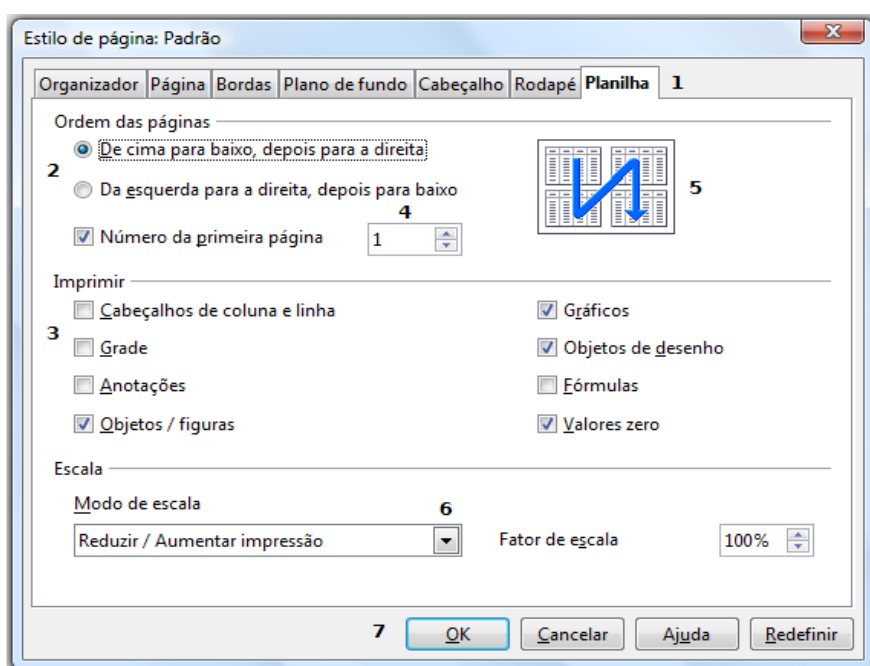 Estilo de página: Padrão
Organizador Página Bordas Plano de fundo Cabeçalho Rodapé Planilha 1
Ordem das páginas
De cima para baixo, depois para a direita
2
Da esquerda para a direita, depois para baixo
5
4
Número da primeira página 1
Imprimir
Cabeçalhos de coluna e linha Gráficos
3
Grade Objetos de desenho
Anotações Fórmulas
Objetos / figuras Valores zero
Escala
Modo de escala 6
Reduzir / Aumentar impressão Fator de escala 100%
7 OK Cancelar Ajuda Redefinir